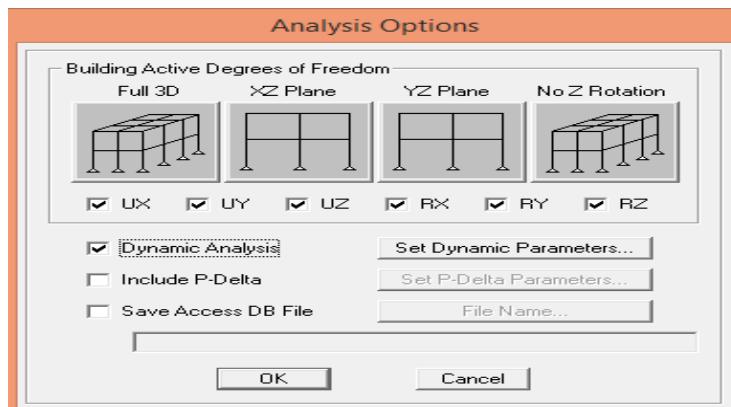 Analysis Options
Building Active Degrees of Freedom
Full 3D XZ Plane YZ Plane No Z Rotation
UX UY UZ RX RY RZ
Dynamic Analysis Set Dynamic Parameters...
Include P-Delta Set P-Delta Parameters...
Save Access DB File File Name...
OK Cancel